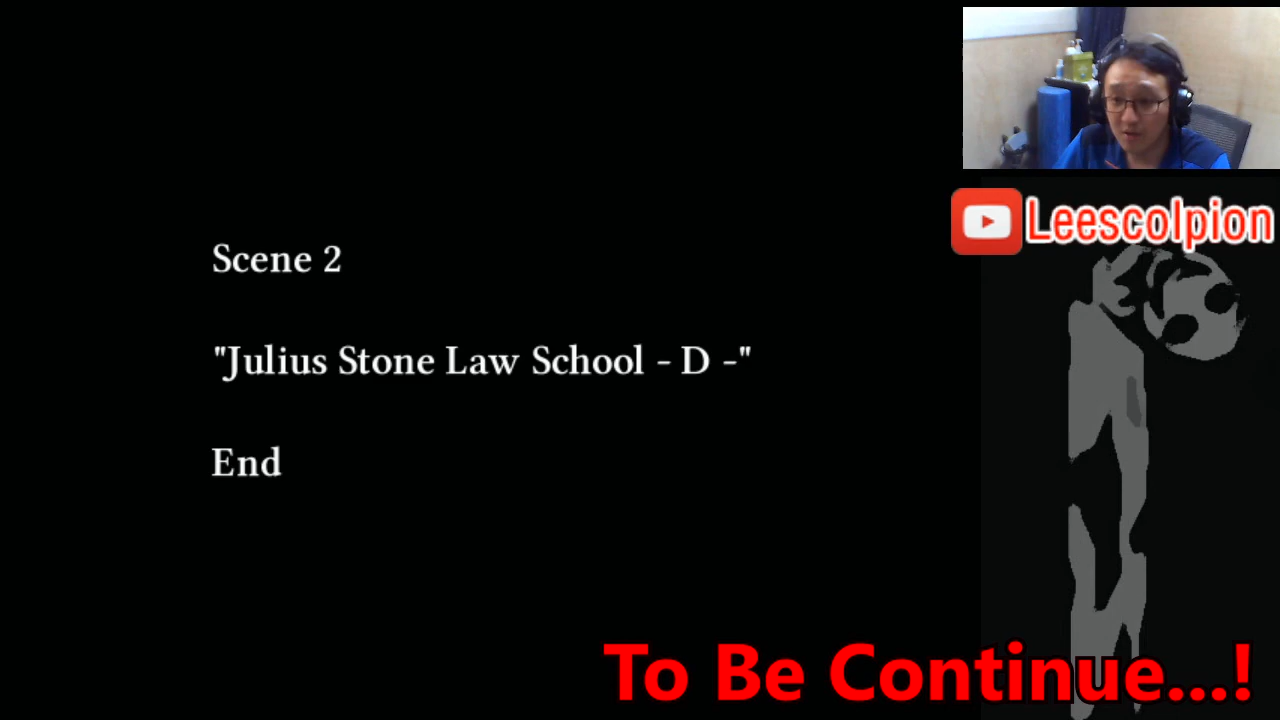 Leescolpion
Scene 2
"Julius Stone Law School - D -"
End
To Be Continue...!